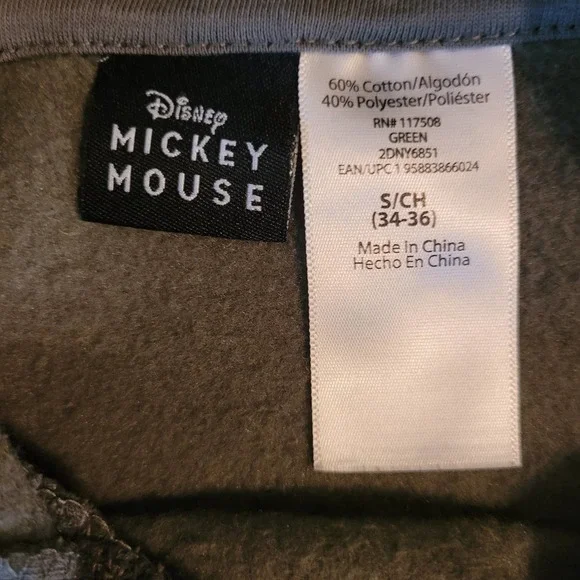 Disney
MICKEY
MOUSE
60% Cotton/Algodón
40% Polyester/Poliéster
RN# 117508
GREEN
2DNY6851
EAN/UPC 1 95883866024
S/CH
(34-36)
Made In China
Hecho En China